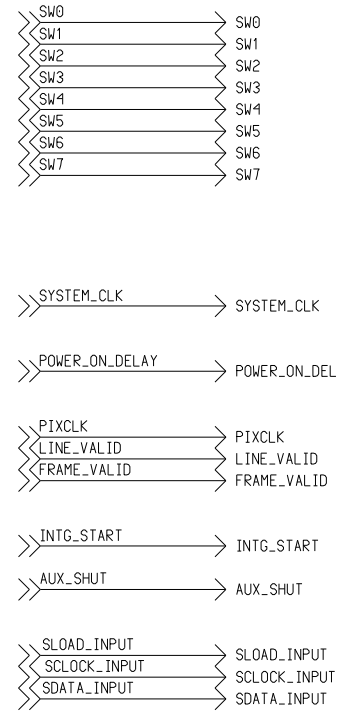 SW0 SW0
SW1 SW1
SW2 SW2
SW3 SW3
SW4 SW4
SW5 SW5
SW6 SW6
SW7 SW7
SYSTEM_CLK SYSTEM_CLK
POWER_ON_DELAY POWER_ON_DEL
PIXCLK PIXCLK
LINE_VALID LINE_VALID
FRAME_VALID FRAME_VALID
INTG_START INTG_START
AUX_SHUT AUX_SHUT
SLOAD_INPUT SLOAD_INPUT
SCLOCK_INPUT SCLOCK_INPUT
SDATA_INPUT SDATA_INPUT